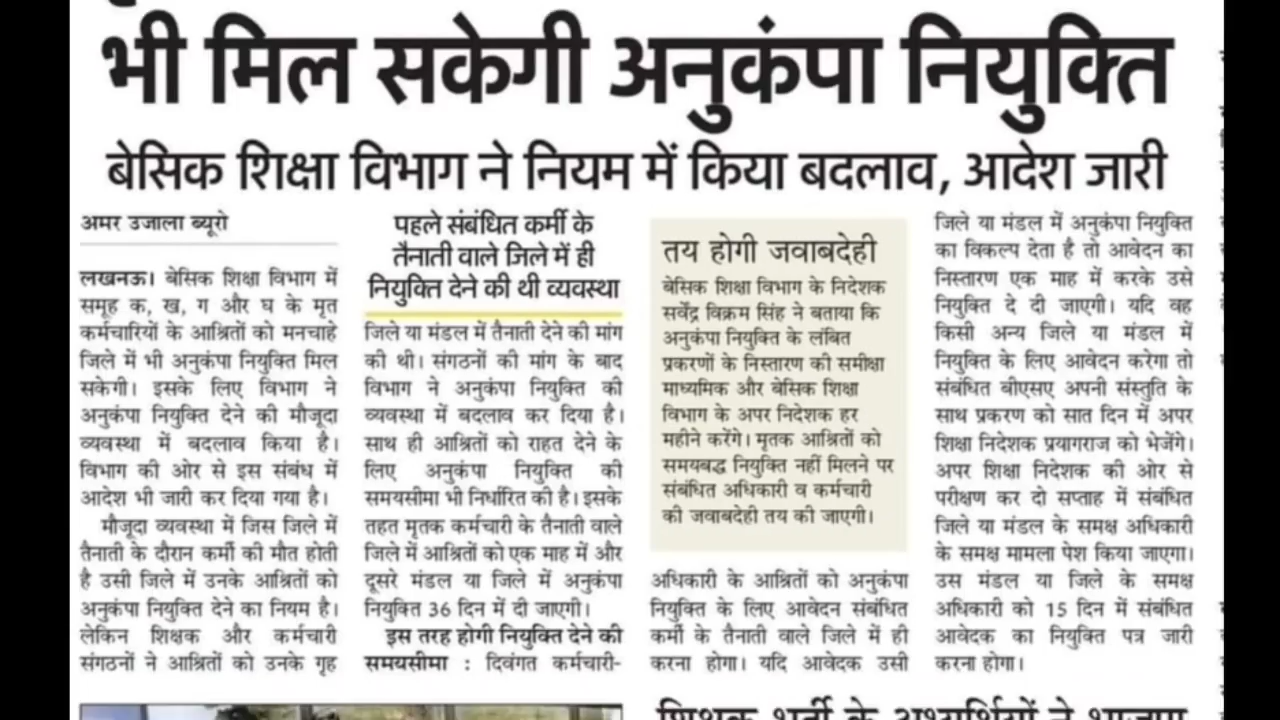 भी मिल सकेगी अनुकंपा नियुक्ति
बेसिक शिक्षा विभाग ने नियम में किया बदलाव, आदेश जारी
अमर उजाला ब्यूरो
लखनऊ। बेसिक शिक्षा विभाग में
समूह क, ख, ग और घ के मृत
कर्मचारियों के आश्रितों को मनचाहे
जिले में भी अनुकंपा नियुक्ति मिल
सकेगी। इसके लिए विभाग ने
अनुकंपा नियुक्ति देने की मौजूदा
व्यवस्था में बदलाव किया है।
विभाग की ओर से इस संबंध में
आदेश भी जारी कर दिया गया है।
मौजूदा व्यवस्था में जिस जिले में
तैनाती के दौरान कर्मी की मौत होती
है उसी जिले में उनके आश्रितों को
अनुकंपा नियुक्ति देने का नियम है।
लेकिन शिक्षक और कर्मचारी
संगठनों ने आश्रितों को उनके गृह
पहले संबंधित कर्मी के
तैनाती वाले जिले में ही
नियुक्ति देने की थी व्यवस्था
जिले या मंडल में तैनाती देने की मांग
की थी। संगठनों की मांग के बाद
विभाग ने अनुकंपा नियुक्ति की
व्यवस्था में बदलाव कर दिया है।
साथ ही आश्रितों को राहत देने के
लिए अनुकंपा नियुक्ति की
समयसीमा भी निर्धारित की है। इसके
तहत मृतक कर्मचारी के तैनाती वाले
जिले में आश्रितों को एक माह में और
दूसरे मंडल या जिले में अनुकंपा
नियुक्ति 36 दिन में दी जाएगी।
इस तरह होगी नियुक्ति देने की
समयसीमा : दिवंगत कर्मचारी-
तय होगी जवाबदेही
बेसिक शिक्षा विभाग के निदेशक
सर्वेंद्र विक्रम सिंह ने बताया कि
अनुकंपा नियुक्ति के लंबित
प्रकरणों के निस्तारण की समीक्षा
माध्यमिक और बेसिक शिक्षा
विभाग के अपर निदेशक हर
महीने करेंगे। मृतक आश्रितों को
समयबद्ध नियुक्ति नहीं मिलने पर
संबंधित अधिकारी व कर्मचारी
की जवाबदेही तय की जाएगी।
अधिकारी के आश्रितों को अनुकंपा
नियुक्ति के लिए आवेदन संबंधित
कर्मी के तैनाती वाले जिले में ही
करना होगा। यदि आवेदक उसी
जिले या मंडल में अनुकंपा नियुक्ति
का विकल्प देता है तो आवेदन का
निस्तारण एक माह में करके उसे
नियुक्ति दे दी जाएगी। यदि वह
किसी अन्य जिले या मंडल में
नियुक्ति के लिए आवेदन करेगा तो
संबंधित बीएसए अपनी संस्तुति के
साथ प्रकरण को सात दिन में अपर
शिक्षा निदेशक प्रयागराज को भेजेंगे।
अपर शिक्षा निदेशक की ओर से
परीक्षण कर दो सप्ताह में संबंधित
जिले या मंडल के समक्ष अधिकारी
के समक्ष मामला पेश किया जाएगा।
उस मंडल या जिले के समक्ष
अधिकारी को 15 दिन में संबंधित
आवेदक का नियुक्ति पत्र जारी
करना होगा।
शिक्षक भर्ती के अभ्यर्थियों ने भाजपा